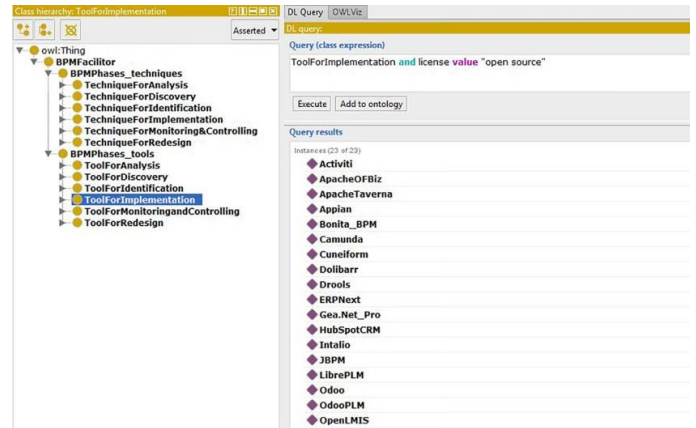 Class hierarchy: ToolForImplementation
Asserted
owl:Thing
BPMFacilitor
BPMPhases_techniques
TechniqueForAnalysis
TechniqueForDiscovery
TechniqueForIdentification
TechniqueForImplementation
TechniqueForMonitoring&Controlling
TechniqueForRedesign
BPMPhases_tools
ToolForAnalysis
ToolForDiscovery
ToolForIdentification
ToolForImplementation
ToolForMonitoringandControlling
ToolForRedesign
DL Query OWLViz
DL query:
Query (class expression)
ToolForImplementation and license value "open source"
Execute Add to ontology
Query results
Instances (23 of 23)
Activiti
ApacheOFBiz
ApacheTaverna
Appian
Bonita_BPM
Camunda
Cuneiform
Dolibarr
Drools
ERPNext
Gea.Net_Pro
HubSpotCRM
Intalio
JBPM
LibrePLM
Odoo
OdooPLM
OpenLMIS